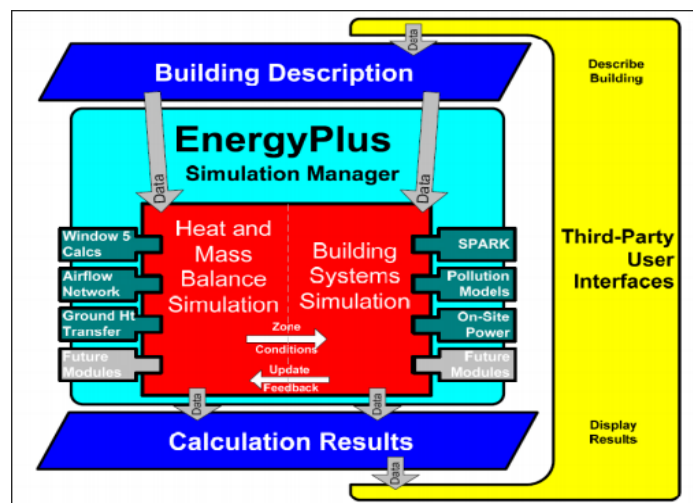 Data
Building Description
Describe
Building
EnergyPlus
Simulation Manager
Data
Data
Window 5
Calcs
Airflow
Network
Ground Ht
Transfer
Future
Modules
Heat and
Mass
Balance
Simulation
Building
Systems
Simulation
Zone
Conditions
Update
Feedback
SPARK
Pollution
Models
On-Site
Power
Future
Modules
Third-Party
User
Interfaces
Data
Data
Calculation Results
Display
Results
Data